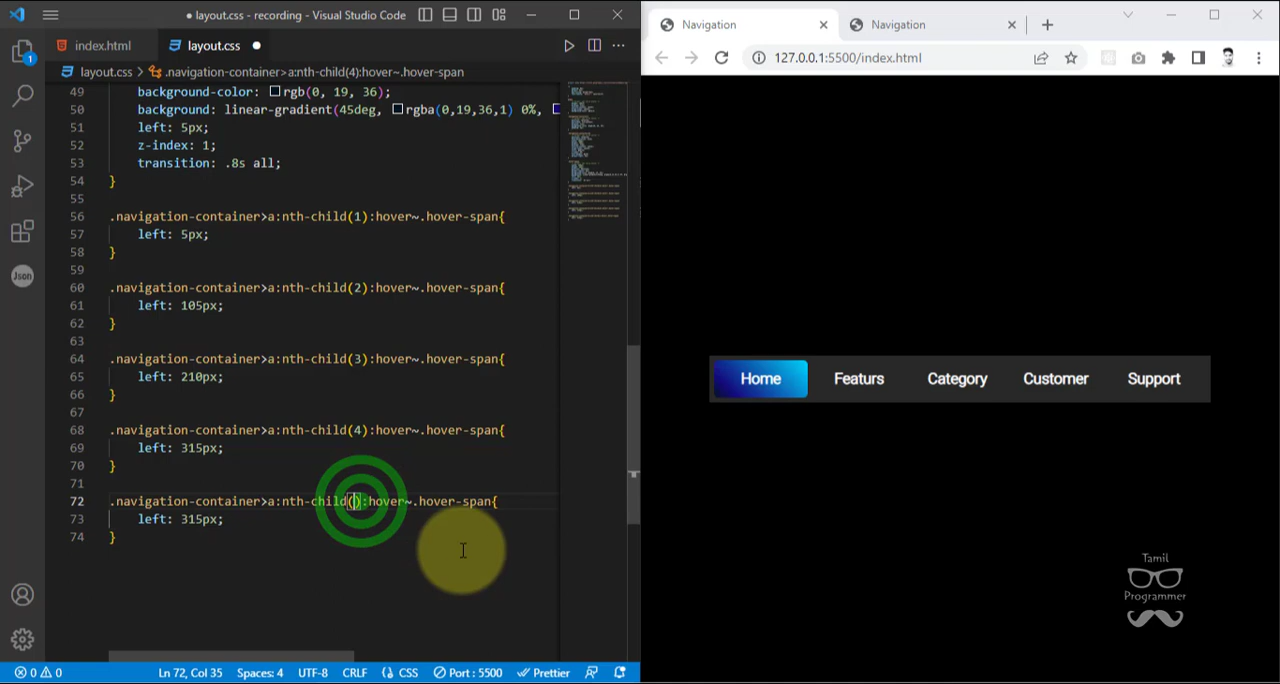 ● layout.css - recording - Visual Studio Code
index.html
layout.css ●
layout.css > .navigation-container>a:nth-child(4):hover~.hover-span
49 background-color: rgb(0, 19, 36);
50 background: linear-gradient(45deg, rgba(0,19,36,1) 0%,
51 left: 5px;
52 z-index: 1;
53 transition: .8s all;
54 }
55
56 .navigation-container>a:nth-child(1):hover~.hover-span{
57 left: 5px;
58 }
59
60 .navigation-container>a:nth-child(2):hover~.hover-span{
61 left: 105px;
62 }
63
64 .navigation-container>a:nth-child(3):hover~.hover-span{
65 left: 210px;
66 }
67
68 .navigation-container>a:nth-child(4):hover~.hover-span{
69 left: 315px;
70 }
71
72 .navigation-container>a:nth-child():hover~.hover-span{
73 left: 315px;
74 }
1
Json
0 0
Ln 72, Col 35
Spaces: 4
UTF-8
CRLF
CSS
Port : 5500
Prettier
Navigation
Navigation
127.0.0.1:5500/index.html
Home Featurs Category Customer Support
Tamil
Programmer